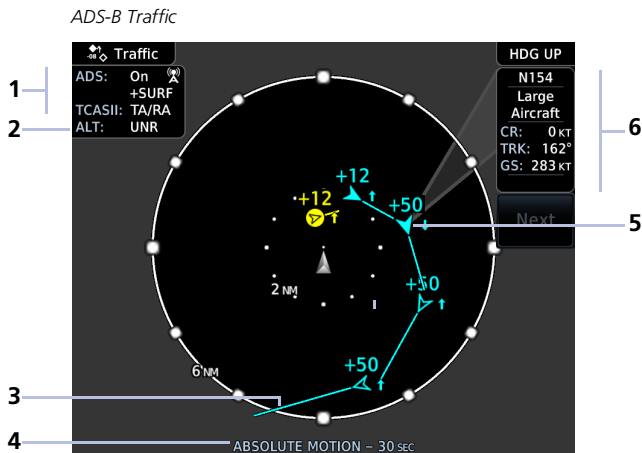 ADS-B Traffic
-08 Traffic
HDG UP
1
ADS: On
+SURF
TCASII: TA/RA
2
ALT: UNR
N154
Large
Aircraft
CR: 0 KT
TRK: 162°
GS: 283 KT
6
+12
+12
+50
5
Next
+50
2 NM
6 NM
+50
3
4
ABSOLUTE MOTION – 30 SEC